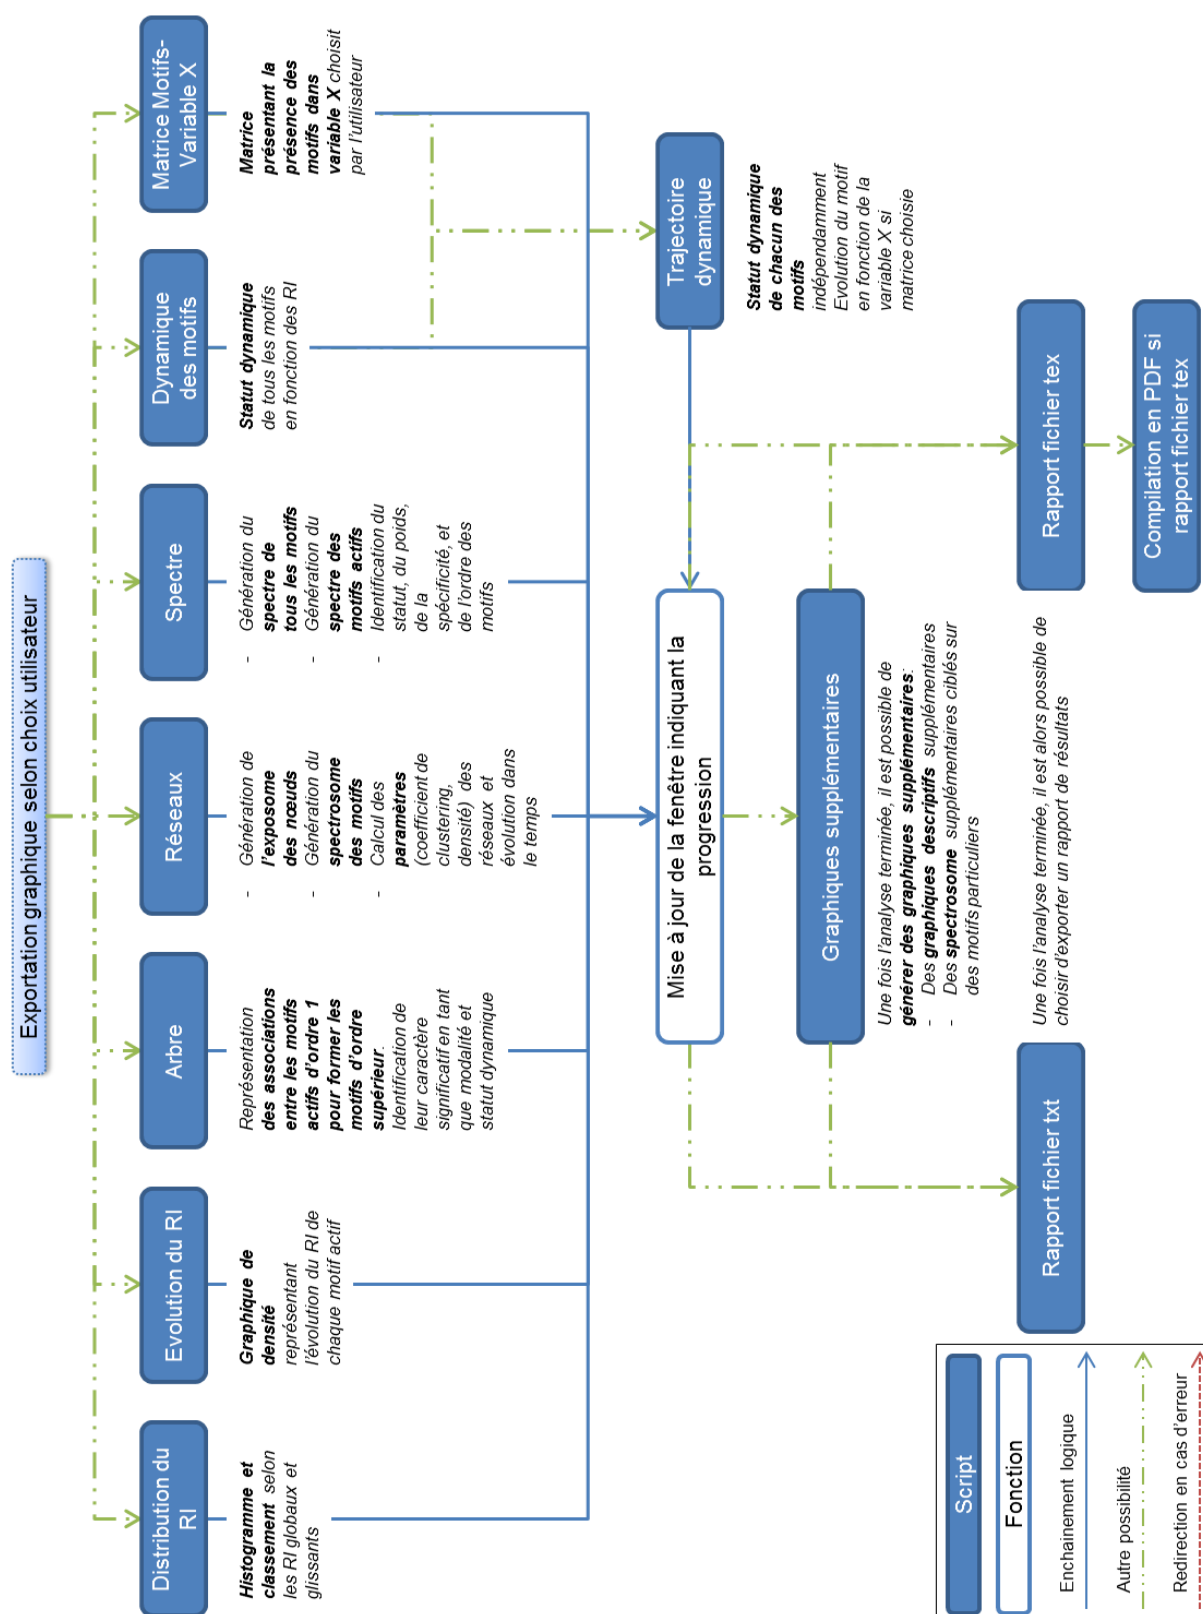 Exportation graphique selon choix utilisateur
Distribution du
RI
Histogramme et
classement selon
les RI globaux et
glissants
Evolution du RI
Graphique de
densité
représentant
l'évolution du RI de
chaque motif actif
Arbre
Représentation
des associations
entre les motifs
actifs d'ordre 1
pour former les
motifs d'ordre
supérieur.
Identification de
leur caractère
significatif en tant
que modalité et
statut dynamique
Réseaux
- Génération de
l'exposome
des nœuds
- Génération du
spectrosome
des motifs
- Calcul des
paramètres
(coefficient de
clustering,
densité) des
réseaux et
évolution dans
le temps
Spectre
- Génération du
spectre de
tous les motifs
- Génération du
spectre des
motifs actifs
- Identification du
statut, du poids,
de la
spécificité, et
de l'ordre des
motifs
Dynamique
des motifs
Statut dynamique
de tous les motifs
en fonction des RI
Matrice Motifs-
Variable X
Matrice
présentant la
présence des
motifs dans
variable X choisit
par l'utilisateur
Mise à jour de la fenêtre indiquant la
progression
Trajectoire
dynamique
Statut dynamique
de chacun des
motifs
indépendamment
Evolution du motif
en fonction de la
variable X si
matrice choisie
Graphiques supplémentaires
Une fois l'analyse terminée, il est possible de
générer des graphiques supplémentaires:
- Des graphiques descriptifs supplémentaires
- Des spectrosome supplémentaires ciblés sur
des motifs particuliers
Rapport fichier txt
Une fois l'analyse terminée, il est alors possible de
choisir d'exporter un rapport de résultats
Rapport fichier tex
Compilation en PDF si
rapport fichier tex
Script
Fonction
Enchainement logique
Autre possibilité
Redirection en cas d'erreur